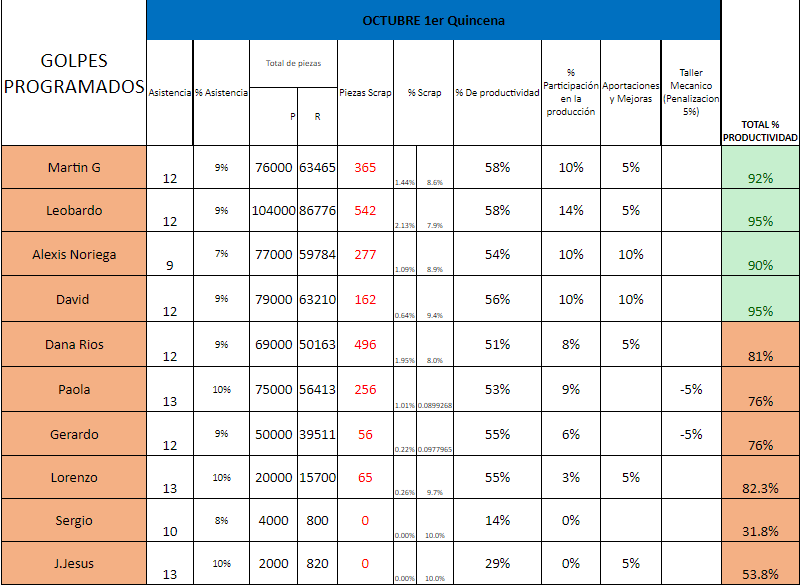 OCTUBRE 1er Quincena
GOLPES
PROGRAMADOS
Asistencia
% Asistencia
Total de piezas
P
R
Piezas Scrap
% Scrap
% De productividad
%
Participación
en la
producción
Aportaciones
y Mejoras
Taller
Mecanico
(Penalizacion
5%)
TOTAL %
PRODUCTIVIDAD
Martin G 12 9% 76000 63465 365 1.44% 8.6% 58% 10% 5% 92%
Leobardo 12 9% 104000 86776 542 2.13% 7.9% 58% 14% 5% 95%
Alexis Noriega 9 7% 77000 59784 277 1.09% 8.9% 54% 10% 10% 90%
David 12 9% 79000 63210 162 0.64% 9.4% 56% 10% 10% 95%
Dana Rios 12 9% 69000 50163 496 1.95% 8.0% 51% 8% 5% 81%
Paola 13 10% 75000 56413 256 1.01% 0.0899268 53% 9% -5% 76%
Gerardo 12 9% 50000 39511 56 0.22% 0.0977965 55% 6% -5% 76%
Lorenzo 13 10% 20000 15700 65 0.26% 9.7% 55% 3% 5% 82.3%
Sergio 10 8% 4000 800 0 0.00% 10.0% 14% 0% 31.8%
J.Jesus 13 10% 2000 820 0 0.00% 10.0% 29% 0% 5% 53.8%